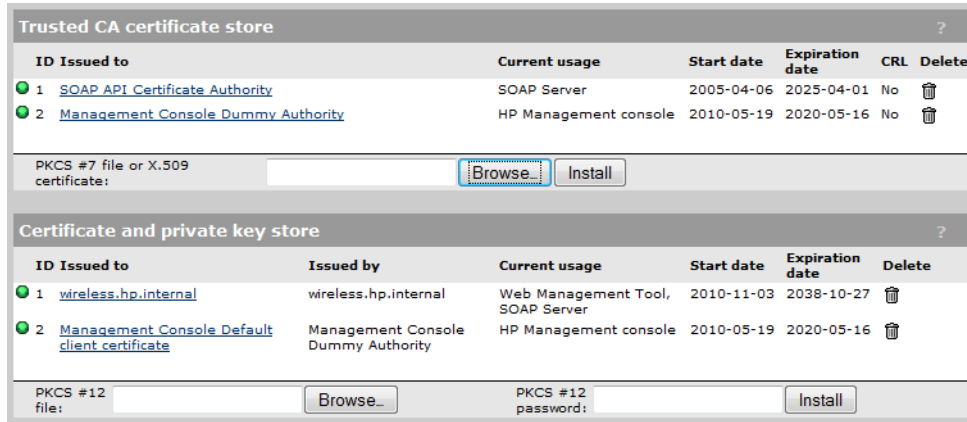 Trusted CA certificate store ?
ID Issued to Current usage Start date Expiration date CRL Delete
1 SOAP API Certificate Authority SOAP Server 2005-04-06 2025-04-01 No
2 Management Console Dummy Authority HP Management console 2010-05-19 2020-05-16 No
PKCS #7 file or X.509 certificate: Browse... Install
Certificate and private key store ?
ID Issued to Issued by Current usage Start date Expiration date Delete
1 wireless.hp.internal wireless.hp.internal Web Management Tool, SOAP Server 2010-11-03 2038-10-27
2 Management Console Default client certificate Management Console Dummy Authority HP Management console 2010-05-19 2020-05-16
PKCS #12 file: Browse... PKCS #12 password: Install